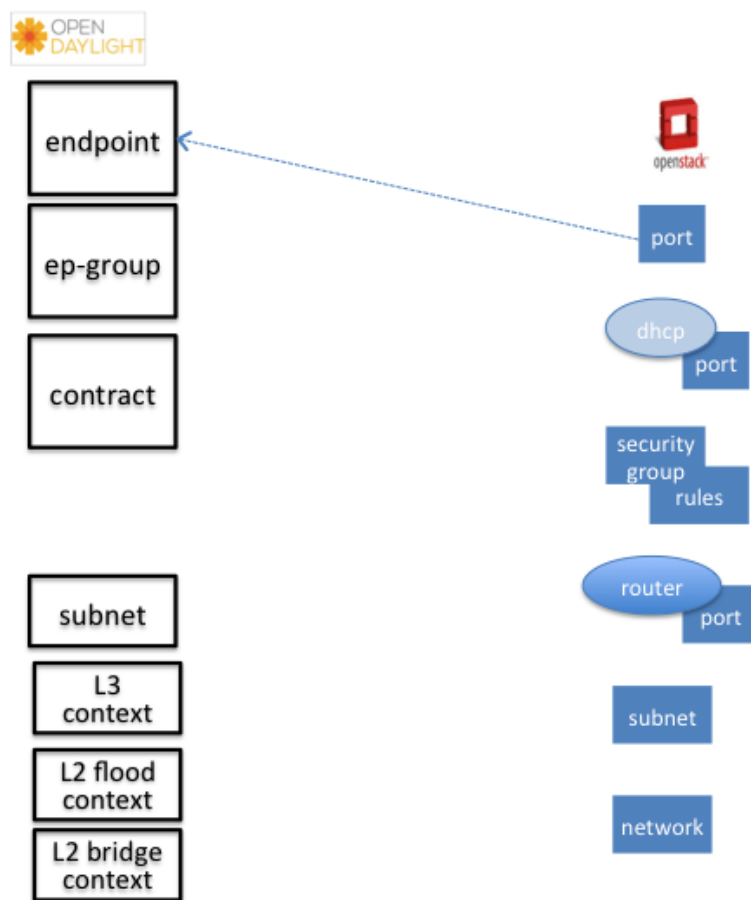 OPEN
DAYLIGHT
endpoint
ep-group
contract
subnet
L3
context
L2 flood
context
L2 bridge
context
openstack
port
dhcp
port
security
group
rules
router
port
subnet
network